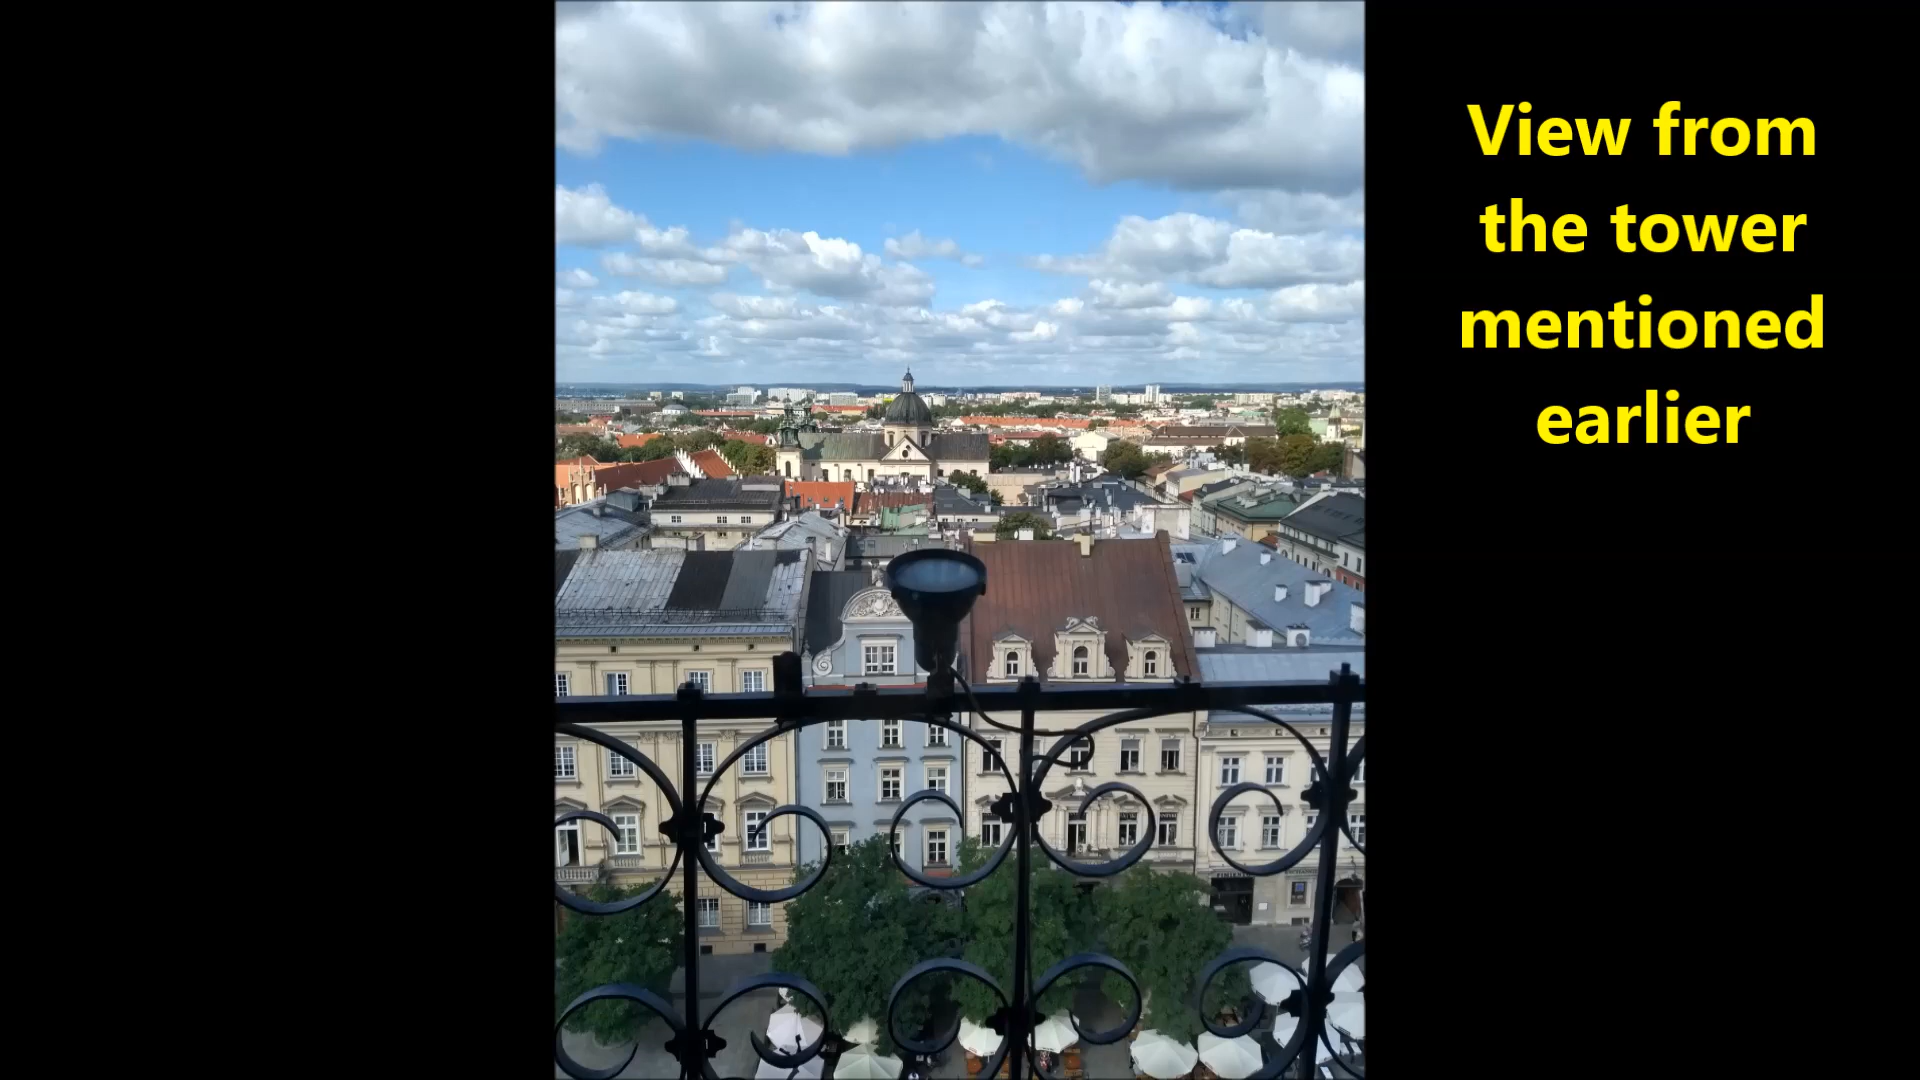 View from
the tower
mentioned
earlier